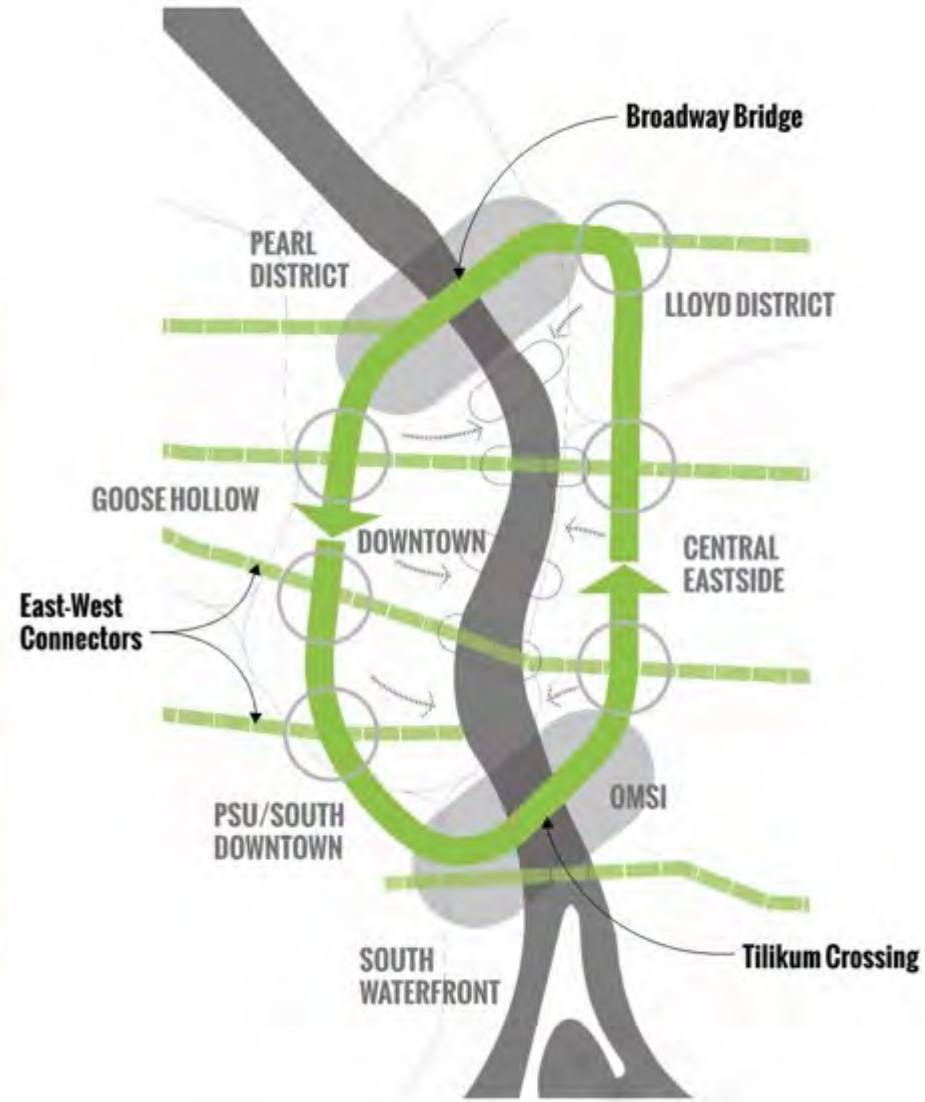 Broadway Bridge
PEARL
DISTRICT
LLOYD DISTRICT
GOOSE HOLLOW
DOWNTOWN
CENTRAL
EASTSIDE
East-West
Connectors
OMSI
PSU/SOUTH
DOWNTOWN
Tilikum Crossing
SOUTH
WATERFRONT